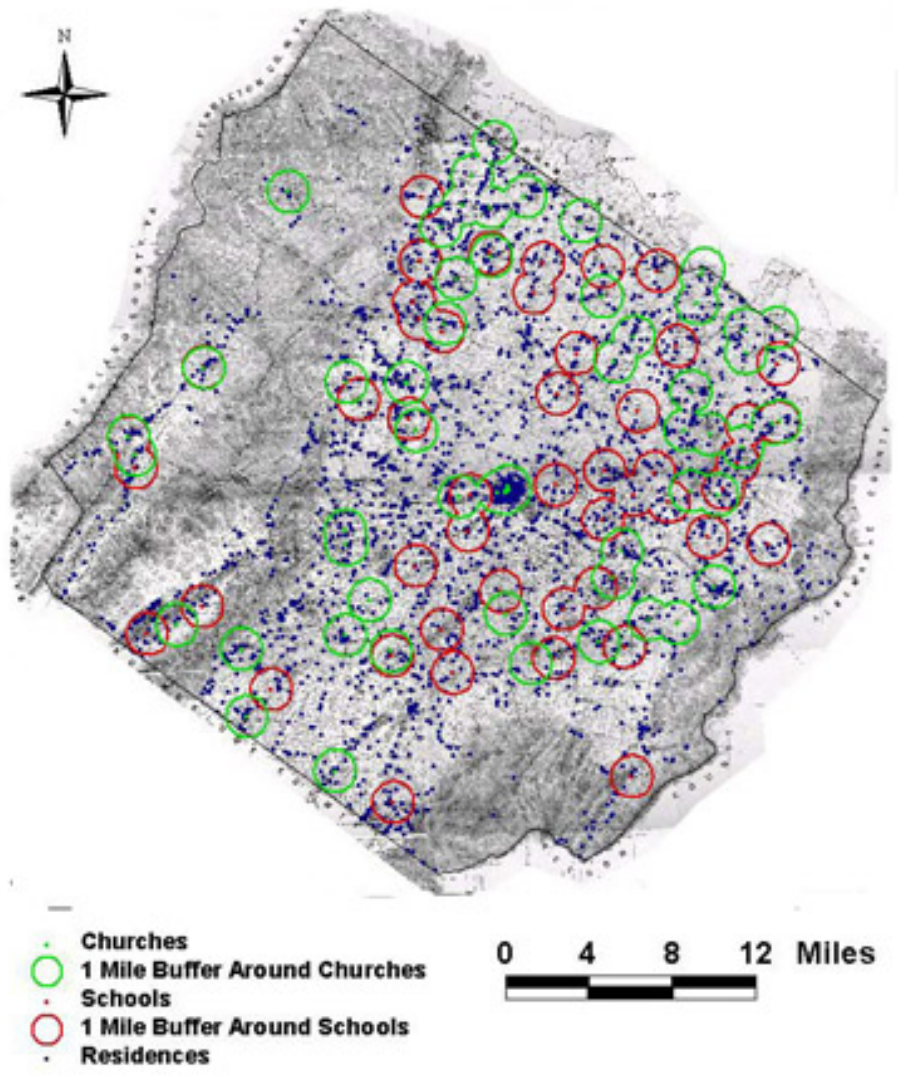 N
Churches
1 Mile Buffer Around Churches
Schools
1 Mile Buffer Around Schools
Residences
0 4 8 12 Miles